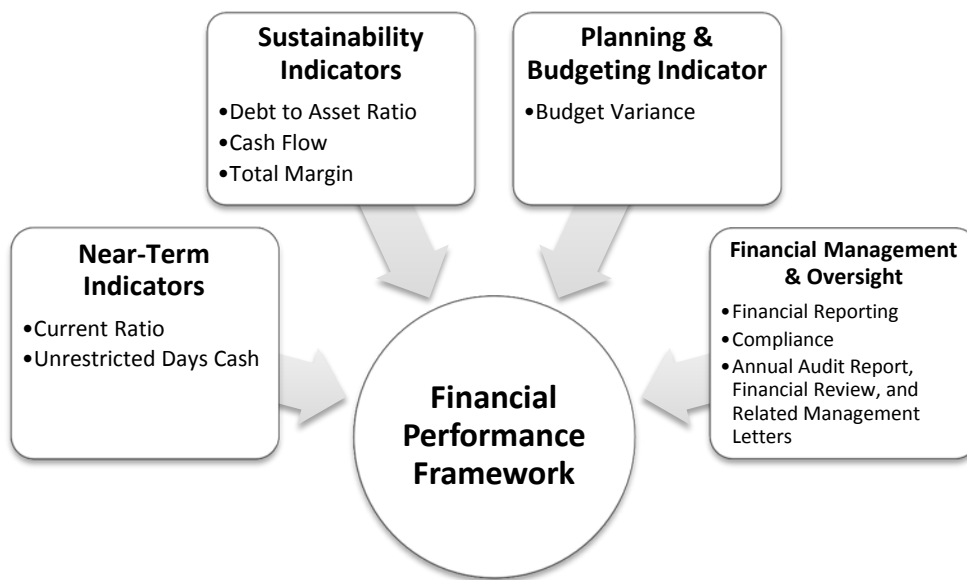 Sustainability
Indicators
•Debt to Asset Ratio
•Cash Flow
•Total Margin
Planning &
Budgeting Indicator
•Budget Variance
Near-Term
Indicators
•Current Ratio
•Unrestricted Days Cash
Financial Management
& Oversight
•Financial Reporting
•Compliance
•Annual Audit Report,
Financial Review, and
Related Management
Letters
Financial
Performance
Framework